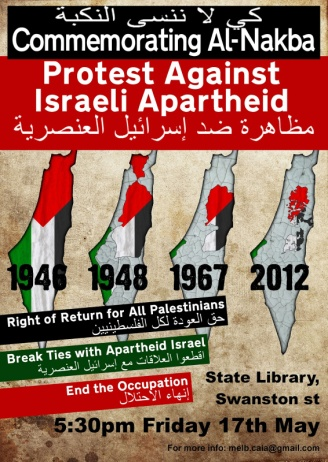 كي لا ننسى النكبة
Commemorating Al-Nakba
Protest Against
Israeli Apartheid
مظاهرة ضد إسرائيل العنصرية
1946 1948 1967 2012
Right of Return for All Palestinians
حق العودة لكل الفلسطينيين
Break Ties with Apartheid Israel
اقطعوا العلاقات مع إسرائيل العنصرية
End the Occupation
إنهاء الاحتلال
State Library,
Swanston st
5:30pm Friday 17th May
For more info: melb.caia@gmail